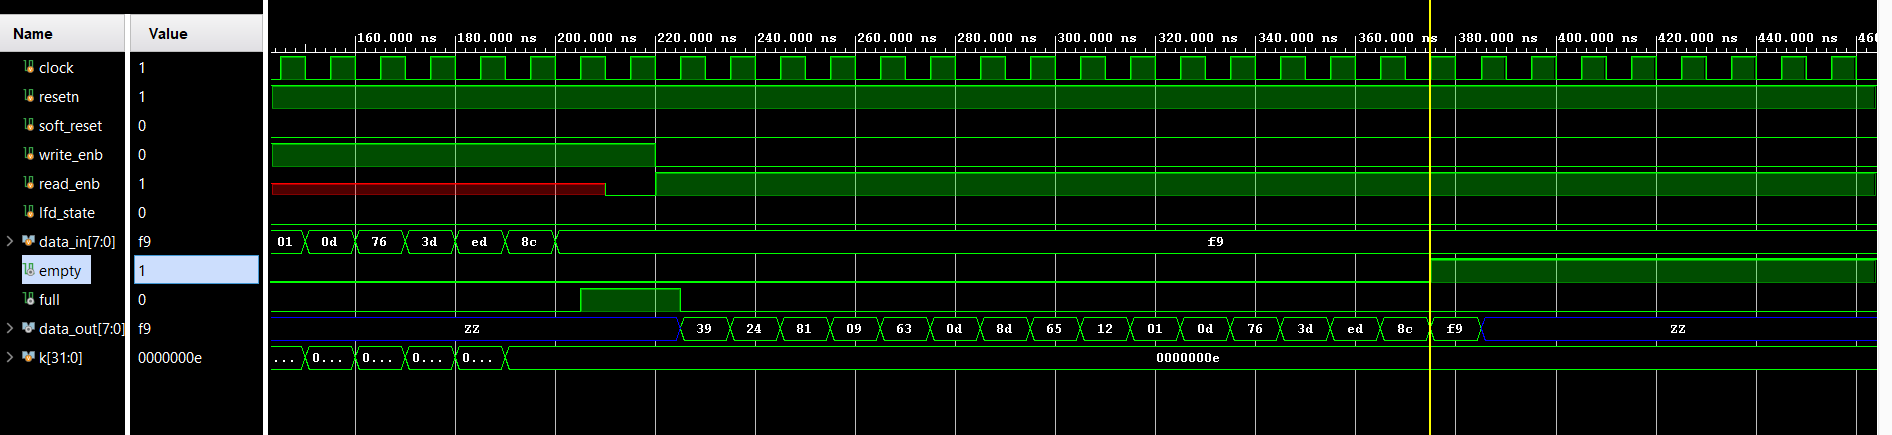 Name Value
160.000 ns 180.000 ns 200.000 ns 220.000 ns 240.000 ns 260.000 ns 280.000 ns 300.000 ns 320.000 ns 340.000 ns 360.000 ns 380.000 ns 400.000 ns 420.000 ns 440.000 ns 460
clock 1
resetn 1
soft_reset 0
write_enb 0
read_enb 1
lfd_state 0
data_in[7:0] f9 01 0d 76 3d ed 8c f9
empty 1
full 0
data_out[7:0] f9 ZZ 39 24 81 09 63 0d 8d 65 12 01 0d 76 3d ed 8c f9 ZZ
k[31:0] 0000000e ... 0... 0... 0... 0... 0000000e